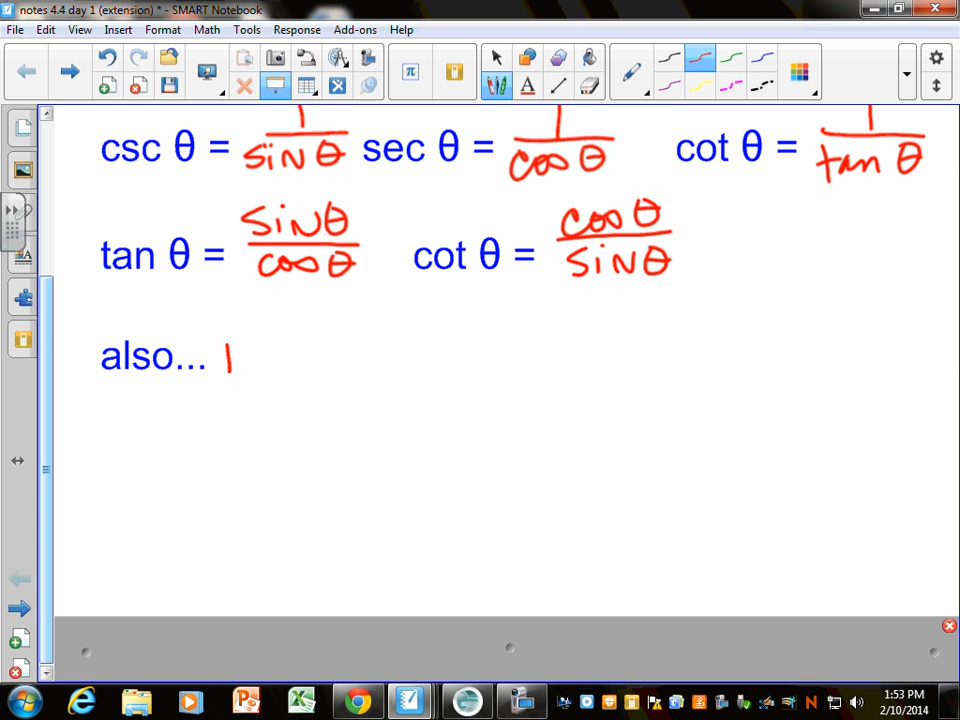 notes 4.4 day 1 (extension) * - SMART Notebook
File Edit View Insert Format Math Tools Response Add-ons Help
csc θ = 1/sin θ sec θ = 1/cos θ cot θ = 1/tan θ
tan θ = sinθ/cos θ cot θ = cos θ/sinθ
also... 1
1:53 PM
2/10/2014